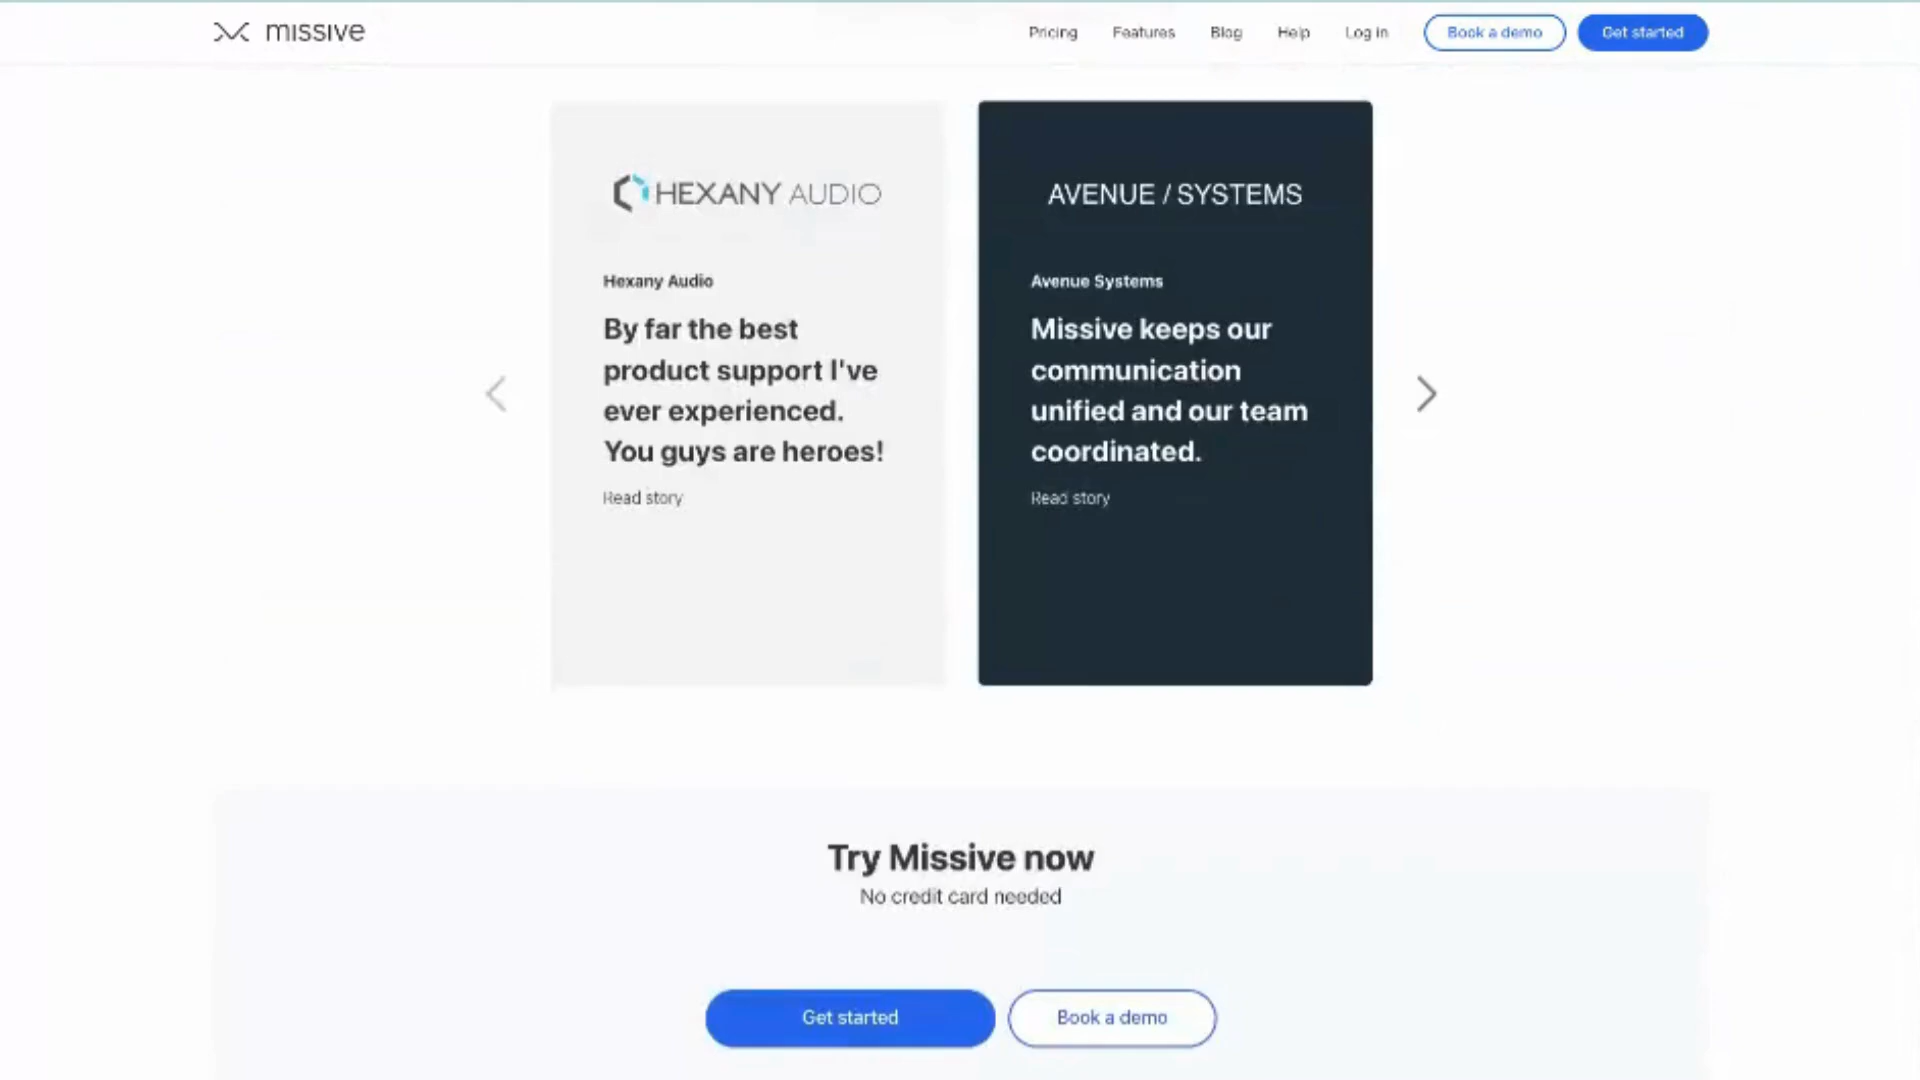 missive
Pricing Features Blog Help Log in Book a demo Get started
HEXANY AUDIO
Hexany Audio
By far the best
product support I've
ever experienced.
You guys are heroes!
Read story
AVENUE / SYSTEMS
Avenue Systems
Missive keeps our
communication
unified and our team
coordinated.
Read story
Try Missive now
No credit card needed
Get started
Book a demo